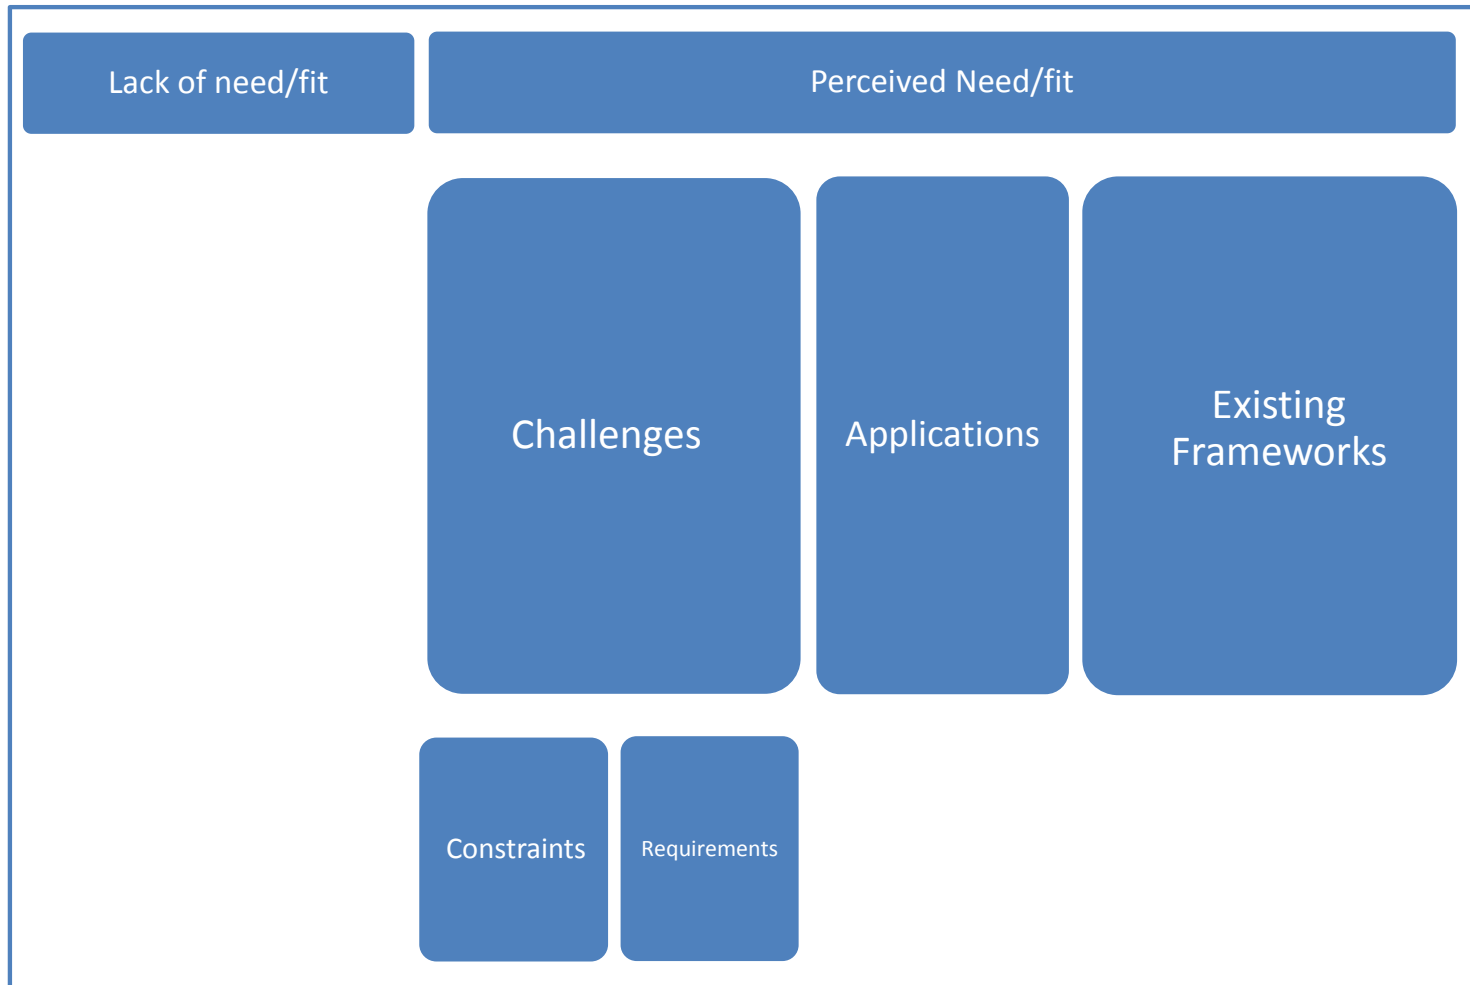 Lack of need/fit
Perceived Need/fit
Challenges
Applications
Existing
Frameworks
Constraints
Requirements